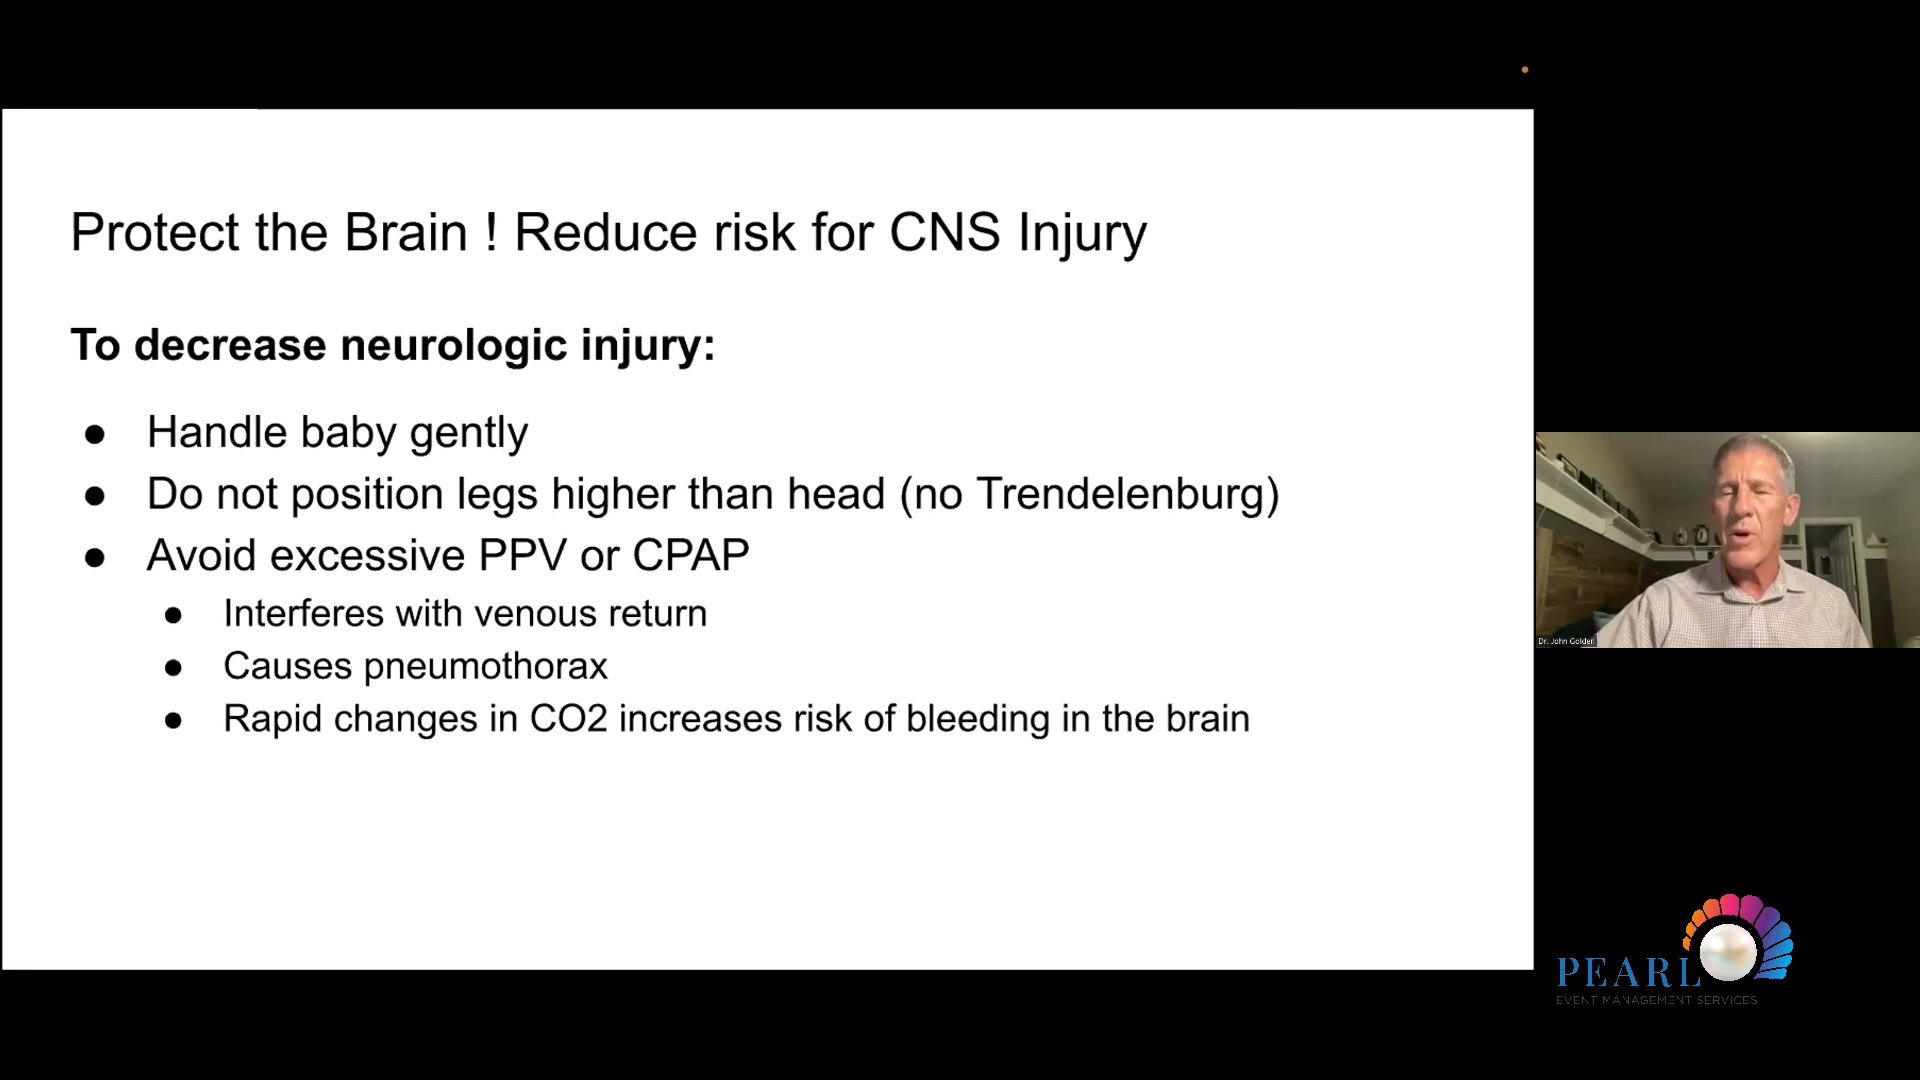 Protect the Brain ! Reduce risk for CNS Injury
To decrease neurologic injury:
● Handle baby gently
● Do not position legs higher than head (no Trendelenburg)
● Avoid excessive PPV or CPAP
● Interferes with venous return
● Causes pneumothorax
● Rapid changes in CO2 increases risk of bleeding in the brain
Dr. John Golder
PEARL
EVENT MANAGEMENT SERVICES